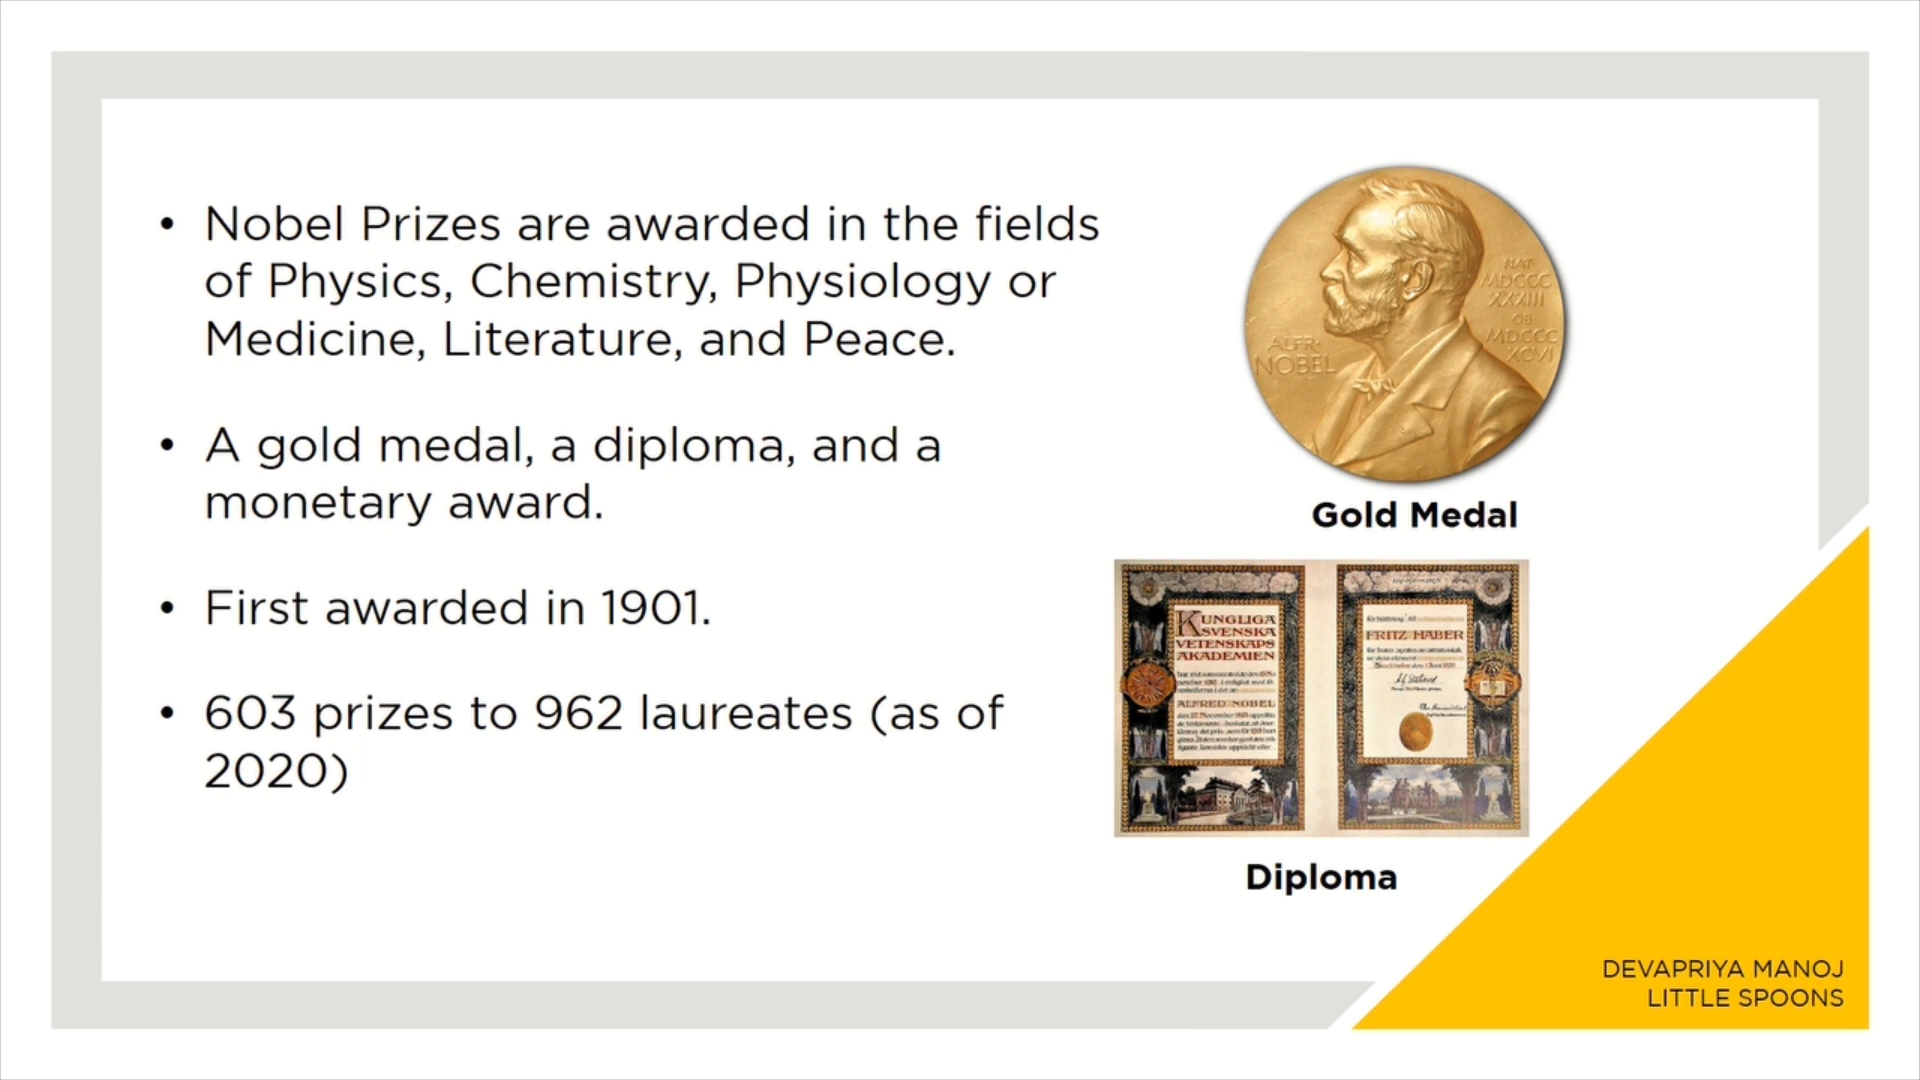 • Nobel Prizes are awarded in the fields
of Physics, Chemistry, Physiology or
Medicine, Literature, and Peace.
• A gold medal, a diploma, and a
monetary award.
• First awarded in 1901.
• 603 prizes to 962 laureates (as of
2020)
ALFR·
NOBEL
NAT·
MDCCC
XXXIII
OB·
MDCCC
XCVI
Gold Medal
KUNGLIGA
SVENSKA
VETENSKAPS
AKADEMIEN
ALFRED NOBEL
FRITZ HABER
Diploma
DEVAPRIYA MANOJ
LITTLE SPOONS